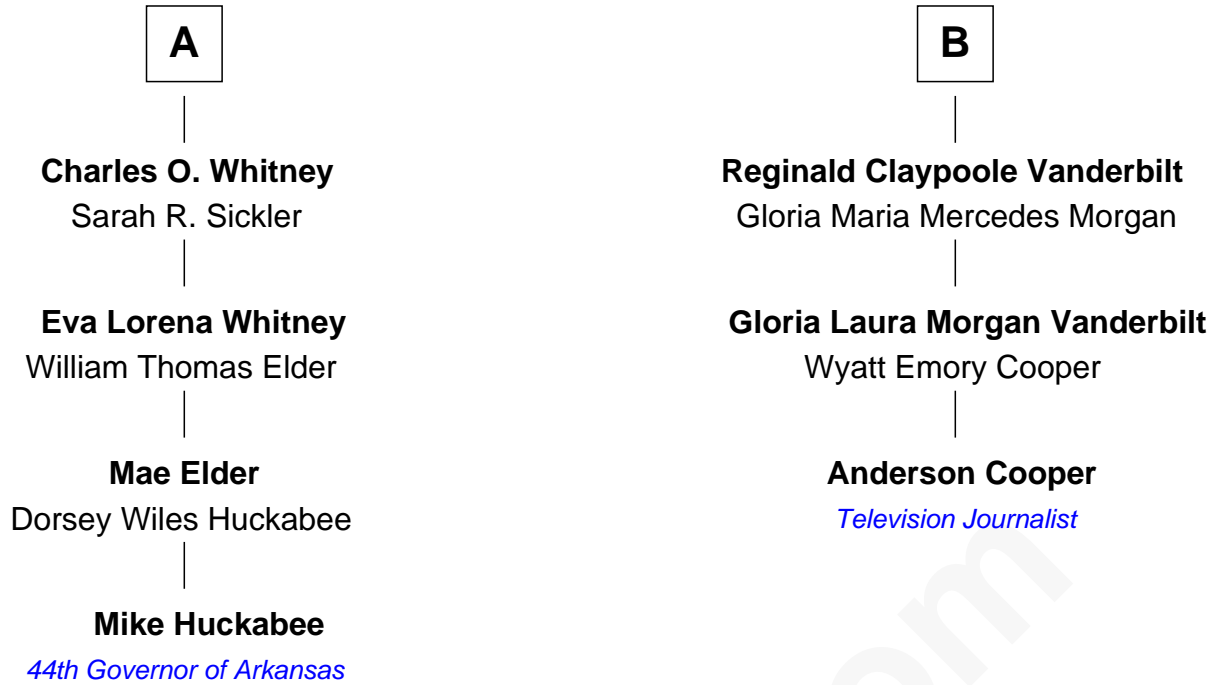 A
Charles O. Whitney
Sarah R. Sickler
Eva Lorena Whitney
William Thomas Elder
Mae Elder
Dorsey Wiles Huckabee
Mike Huckabee
44th Governor of Arkansas
B
Reginald Claypoole Vanderbilt
Gloria Maria Mercedes Morgan
Gloria Laura Morgan Vanderbilt
Wyatt Emory Cooper
Anderson Cooper
Television Journalist
om